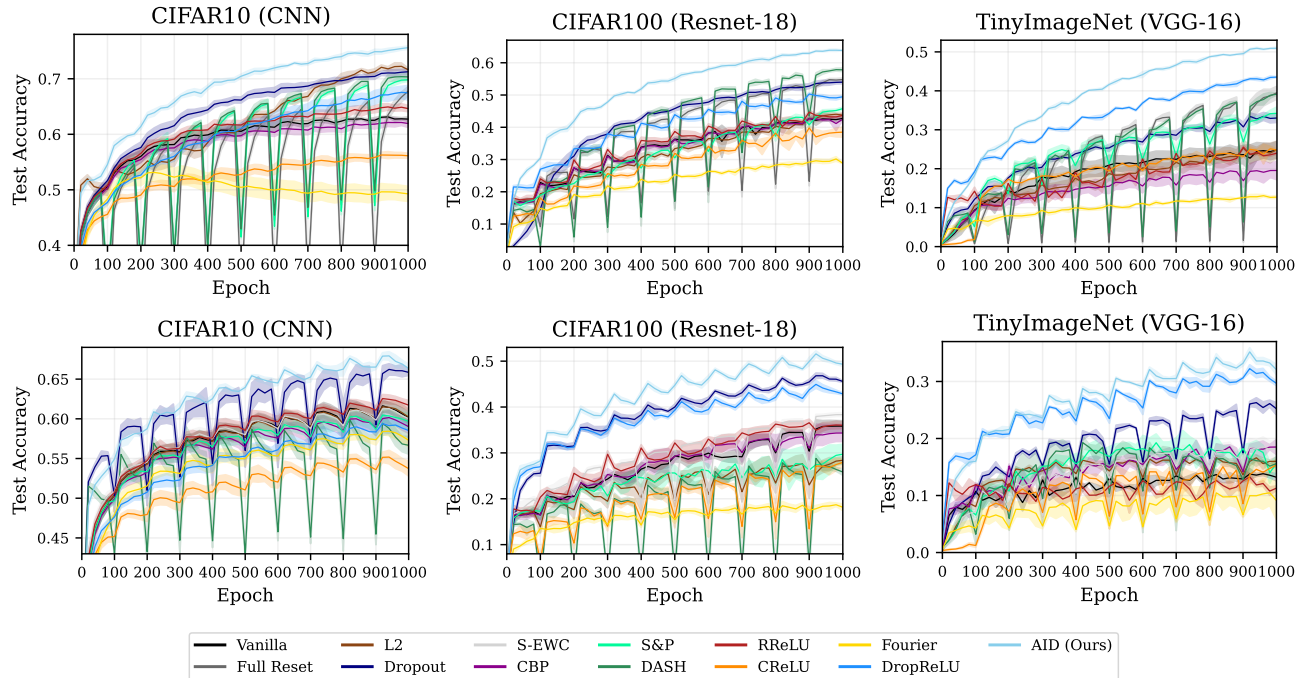 CIFAR10 (CNN)
CIFAR100 (Resnet-18)
TinyImageNet (VGG-16)
Test Accuracy
0.7
0.6
0.5
0.4
0 100 200 300 400 500 600 700 800 9001000
Epoch
Test Accuracy
0.6
0.5
0.4
0.3
0.2
0.1
0 100 200 300 400 500 600 700 800 9001000
Epoch
Test Accuracy
0.5
0.4
0.3
0.2
0.1
0.0
0 100 200 300 400 500 600 700 800 9001000
Epoch
CIFAR10 (CNN)
CIFAR100 (Resnet-18)
TinyImageNet (VGG-16)
Test Accuracy
0.65
0.60
0.55
0.50
0.45
0 100 200 300 400 500 600 700 800 9001000
Epoch
Test Accuracy
0.5
0.4
0.3
0.2
0.1
0 100 200 300 400 500 600 700 800 9001000
Epoch
Test Accuracy
0.3
0.2
0.1
0.0
0 100 200 300 400 500 600 700 800 9001000
Epoch
Vanilla L2 S-EWC S&P RReLU Fourier AID (Ours)
Full Reset Dropout CBP DASH CReLU DropReLU